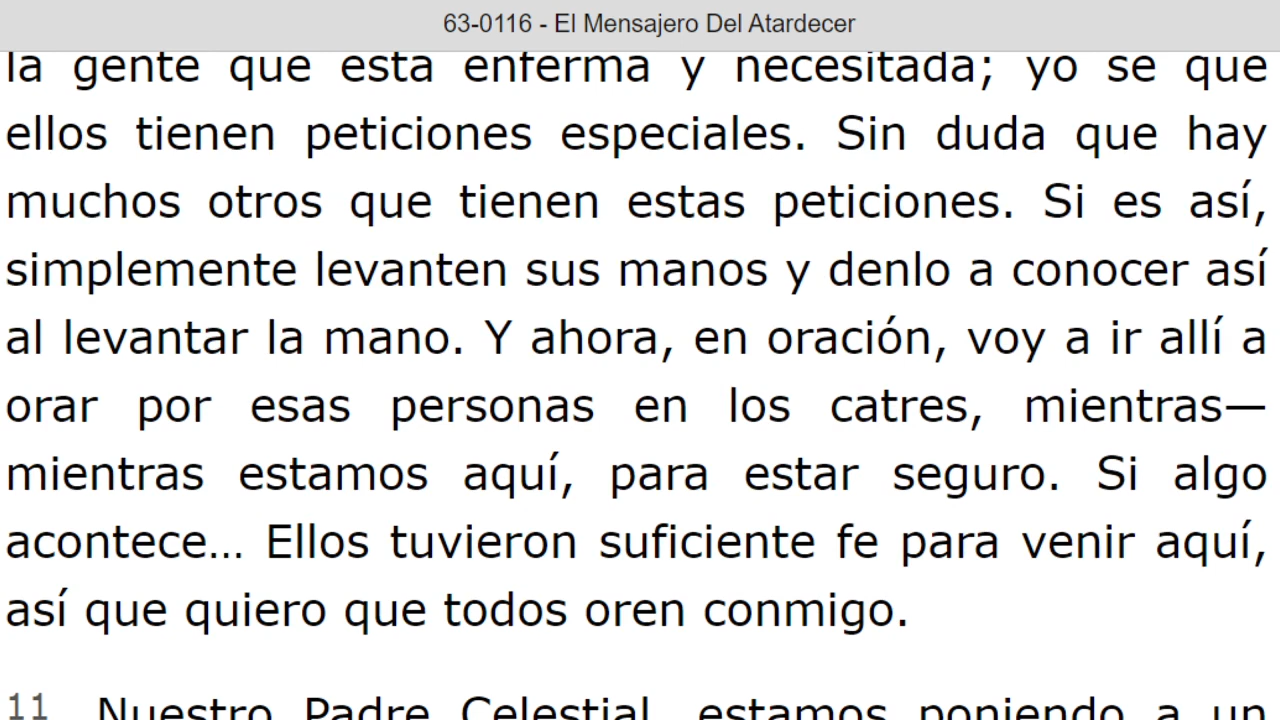 63-0116 - El Mensajero Del Atardecer
la gente que está enferma y necesitada; yo sé que
ellos tienen peticiones especiales. Sin duda que hay
muchos otros que tienen estas peticiones. Si es así,
simplemente levanten sus manos y denlo a conocer así
al levantar la mano. Y ahora, en oración, voy a ir allí a
orar por esas personas en los catres, mientras—
mientras estamos aquí, para estar seguro. Si algo
acontece… Ellos tuvieron suficiente fe para venir aquí,
así que quiero que todos oren conmigo.
11 Nuestro Padre Celestial, estamos poniendo a un